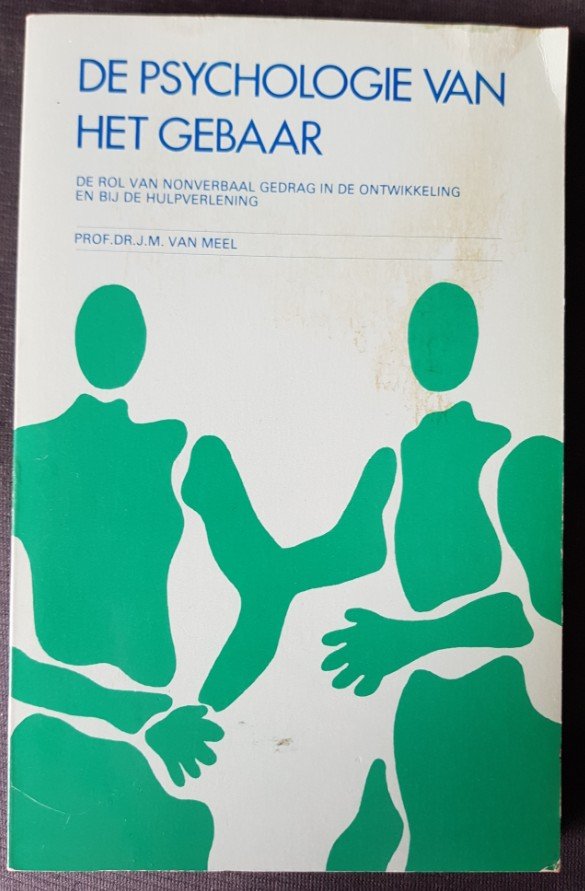 DE PSYCHOLOGIE VAN
HET GEBAAR
DE ROL VAN NONVERBAAL GEDRAG IN DE ONTWIKKELING
EN BIJ DE HULPVERLENING
PROF.DR.J.M. VAN MEEL